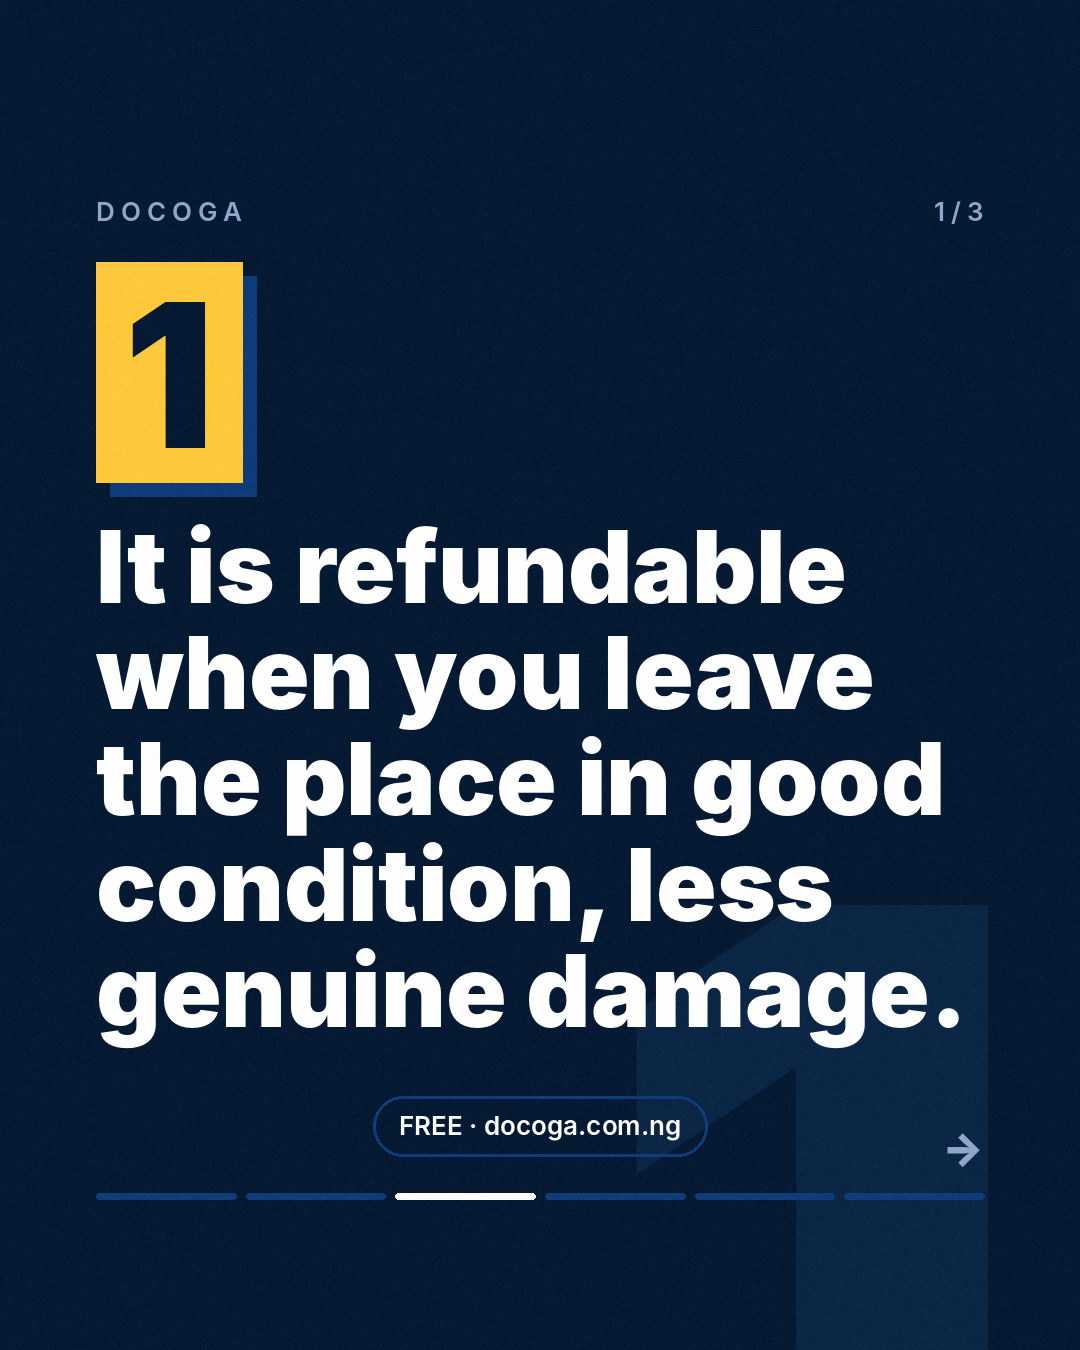 DOCOGA
1/3
1
It is refundable
when you leave
the place in good
condition, less
genuine damage.
FREE · docoga.com.ng
→
1